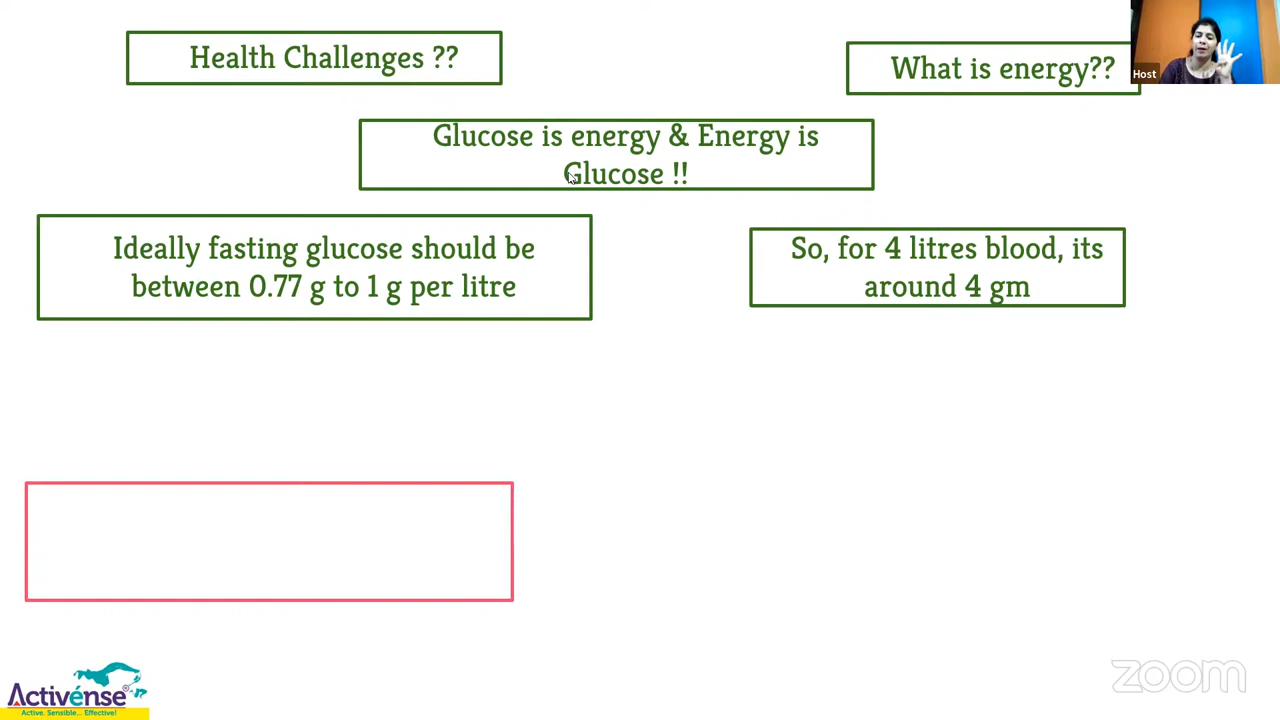 Health Challenges ??
What is energy??
Host
Glucose is energy & Energy is
Glucose !!
Ideally fasting glucose should be
between 0.77 g to 1 g per litre
So, for 4 litres blood, its
around 4 gm
Activénse®
Active. Sensible... Effective!
zoom